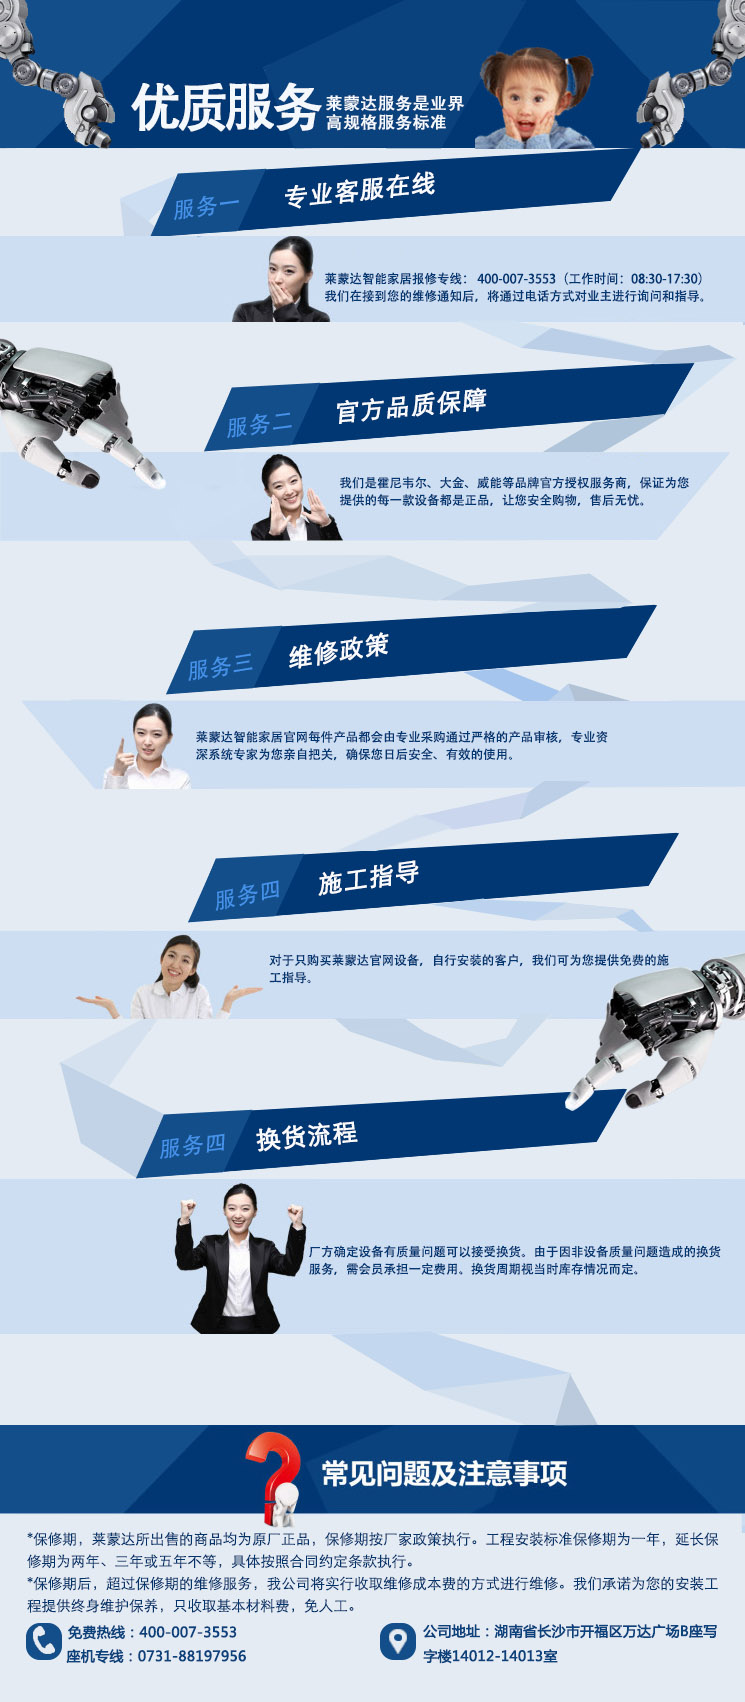 优质服务
莱蒙达服务是业界
高规格服务标准
服务一
专业客服在线
莱蒙达智能家居报修专线： 400-007-3553（工作时间：08:30-17:30）
我们在接到您的维修通知后，将通过电话方式对业主进行询问和指导。
服务二
官方品质保障
我们是霍尼韦尔、大金、威能等品牌官方授权服务商，保证为您
提供的每一款设备都是正品，让您安全购物，售后无忧。
服务三
维修政策
莱蒙达智能家居官网每件产品都会由专业采购通过严格的产品审核，专业资
深系统专家为您亲自把关，确保您日后安全、有效的使用。
服务四
施工指导
对于只购买莱蒙达官网设备，自行安装的客户，我们可为您提供免费的施
工指导。
服务四
换货流程
厂方确定设备有质量问题可以接受换货。由于因非设备质量问题造成的换货
服务，需会员承担一定费用。换货周期视当时库存情况而定。
常见问题及注意事项
*保修期，莱蒙达所出售的商品均为原厂正品，保修期按厂家政策执行。工程安装标准保修期为一年，延长保
修期为两年、三年或五年不等，具体按照合同约定条款执行。
*保修期后，超过保修期的维修服务，我公司将实行收取维修成本费的方式进行维修。我们承诺为您的安装工
程提供终身维护保养，只收取基本材料费，免人工。
免费热线：400-007-3553
座机专线：0731-88197956
公司地址：湖南省长沙市开福区万达广场B座写
字楼14012-14013室